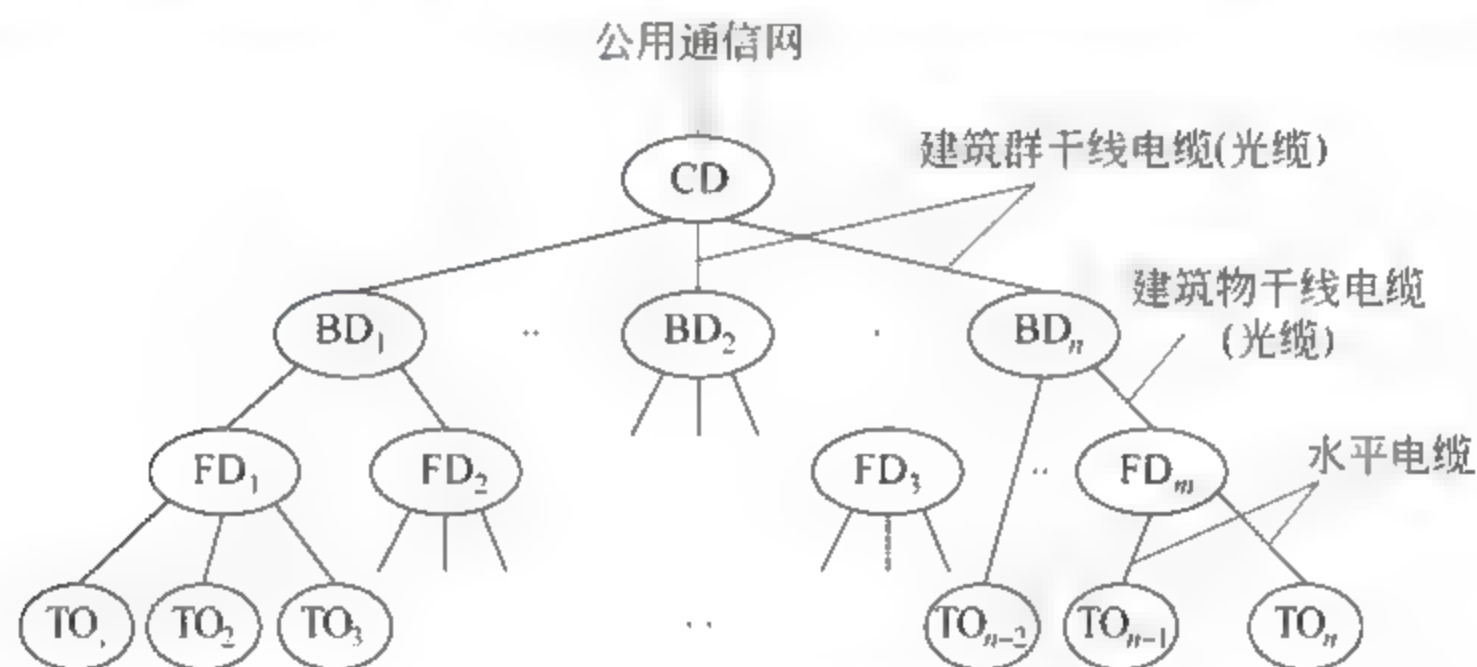 公用通信网
CD
建筑群干线电缆(光缆)
BD₁
BD₂
BDₙ
建筑物干线电缆
(光缆)
FD₁
FD₂
FD₃
FDₘ
水平电缆
TO
TO₂
TO₃
TOₙ₋₂
TOₙ₋₁
TOₙ